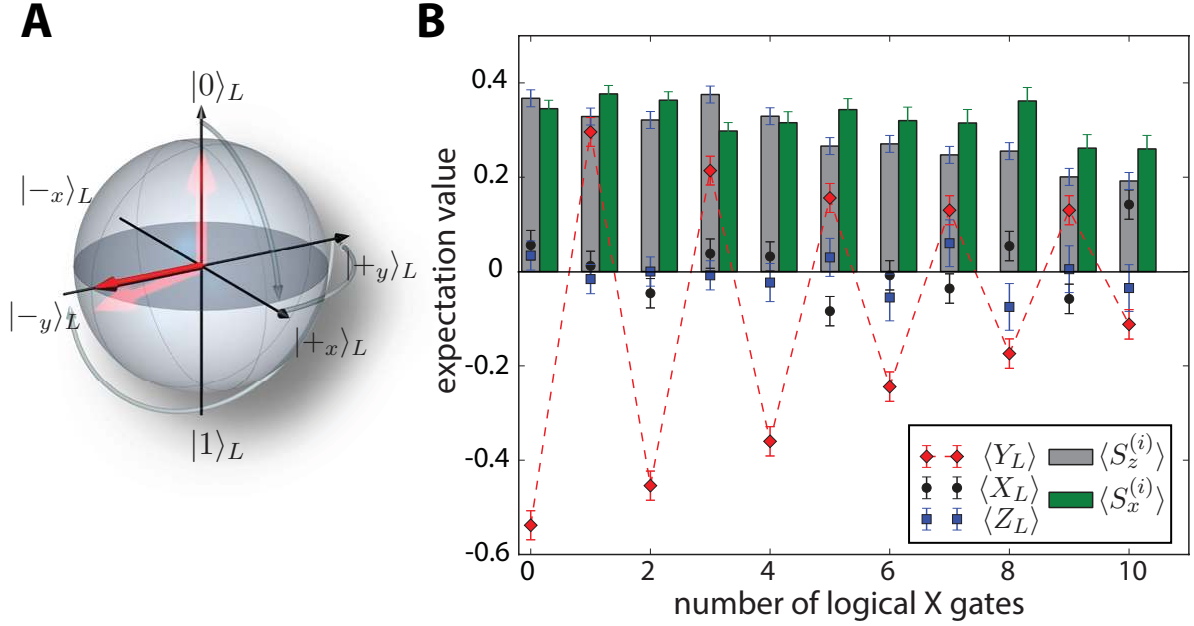 A
|0⟩_L
|−_x⟩_L
|+_y⟩_L
|−_y⟩_L
|+_x⟩_L
|1⟩_L
B
expectation value
0.4
0.2
0
-0.2
-0.4
-0.6
0 2 4 6 8 10
number of logical X gates
⟨Y_L⟩ ⟨S_z^{(i)}⟩
⟨X_L⟩ ⟨S_x^{(i)}⟩
⟨Z_L⟩